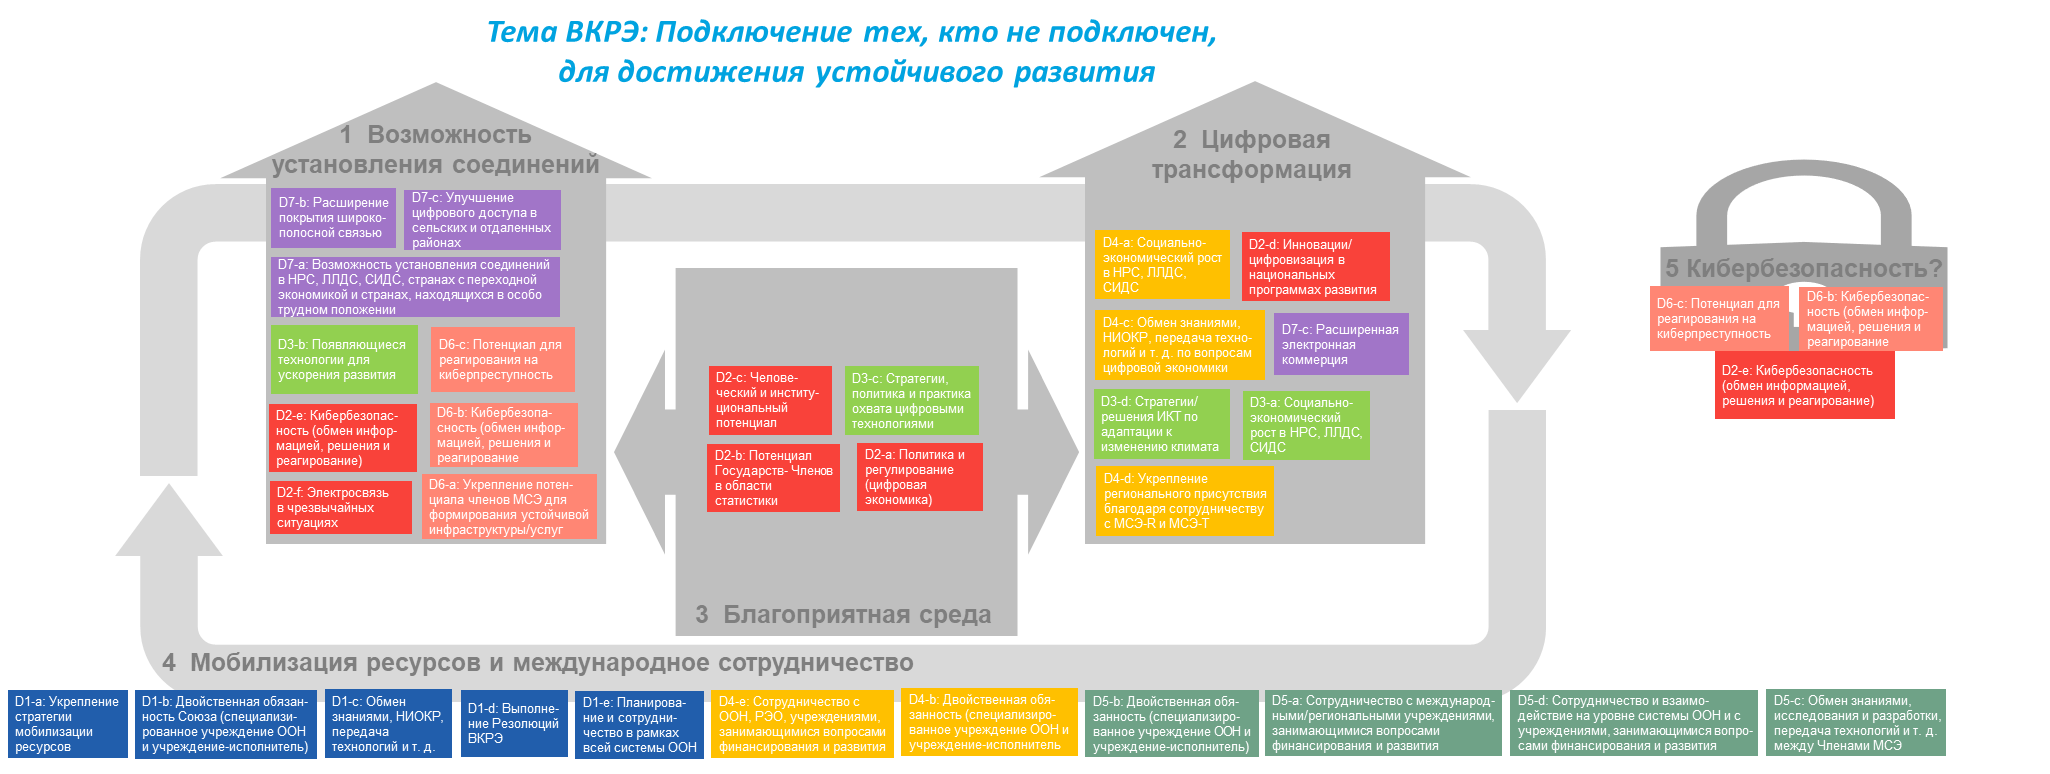 Тема ВКРЭ: Подключение тех, кто не подключен,
для достижения устойчивого развития
1 Возможность
установления соединений
D7-b: Расширение
покрытия широко-
полосной связью
D7-c: Улучшение
цифрового доступа в
сельских и отдаленных
районах
D7-a: Возможность установления соединений
в НРС, ЛЛДС, СИДС, странах с переходной
экономикой и странах, находящихся в особо
трудном положении
D3-b: Появляющиеся
технологии для
ускорения развития
D6-c: Потенциал для
реагирования на
киберпреступность
D2-e: Кибербезопас-
ность (обмен инфор-
мацией, решения и
реагирование)
D6-b: Кибербезопа-
сность (обмен инфор-
мацией, решения и
реагирование
D2-f: Электросвязь
в чрезвычайных
ситуациях
D6-a: Укрепление потен-
циала членов МСЭ для
формирования устойчивой
инфраструктуры/услуг
D2-c: Челове-
ческий и институ-
циональный
потенциал
D3-c: Стратегии,
политика и практика
охвата цифровыми
технологиями
D2-b: Потенциал
Государств- Членов
в области
статистики
D2-a: Политика и
регулирование
(цифровая
экономика)
3 Благоприятная среда
2 Цифровая
трансформация
D4-a: Социально-
экономический рост
в НРС, ЛЛДС,
СИДС
D2-d: Инновации/
цифровизация в
национальных
программах развития
D4-c: Обмен знаниями,
НИОКР, передача техно-
логий и т. д. по вопросам
цифровой экономики
D7-c: Расширенная
электронная
коммерция
D3-d: Стратегии/
решения ИКТ по
адаптации к
изменению климата
D3-a: Социально-
экономический
рост в НРС, ЛЛДС,
СИДС
D4-d: Укрепление
регионального присутствия
благодаря сотрудничеству
с МСЭ-R и МСЭ-Т
5 Кибербезопасность?
D6-c: Потенциал для
реагирования на
киберпреступность
D6-b: Кибербезопас-
ность (обмен инфор-
мацией, решения и
реагирование
D2-e: Кибербезопасность
(обмен информацией,
решения и реагирование)
4 Мобилизация ресурсов и международное сотрудничество
D1-a: Укрепление
стратегии
мобилизации
ресурсов
D1-b: Двойственная обязан-
ность Союза (специализи-
рованное учреждение ООН
и учреждение-исполнитель)
D1-c: Обмен
знаниями, НИОКР,
передача
технологий и т. д.
D1-d: Выполне-
ние Резолюций
ВКРЭ
D1-e: Планирова-
ние и сотрудни-
чество в рамках
всей системы ООН
D4-e: Сотрудничество с
ООН, РЭО, учреждениями,
занимающимися вопросами
финансирования и развития
D4-b: Двойственная обя-
занность (специализиро-
ванное учреждение ООН и
учреждение-исполнитель
D5-b: Двойственная обя-
занность (специализиро-
ванное учреждение ООН и
учреждение-исполнитель)
D5-a: Сотрудничество с международ-
ными/региональными учреждениями,
занимающимися вопросами
финансирования и развития
D5-d: Сотрудничество и взаимо-
действие на уровне системы ООН и с
учреждениями, занимающимися вопро-
сами финансирования и развития
D5-c: Обмен знаниями,
исследования и разработки,
передача технологий и т. д.
между Членами МСЭ